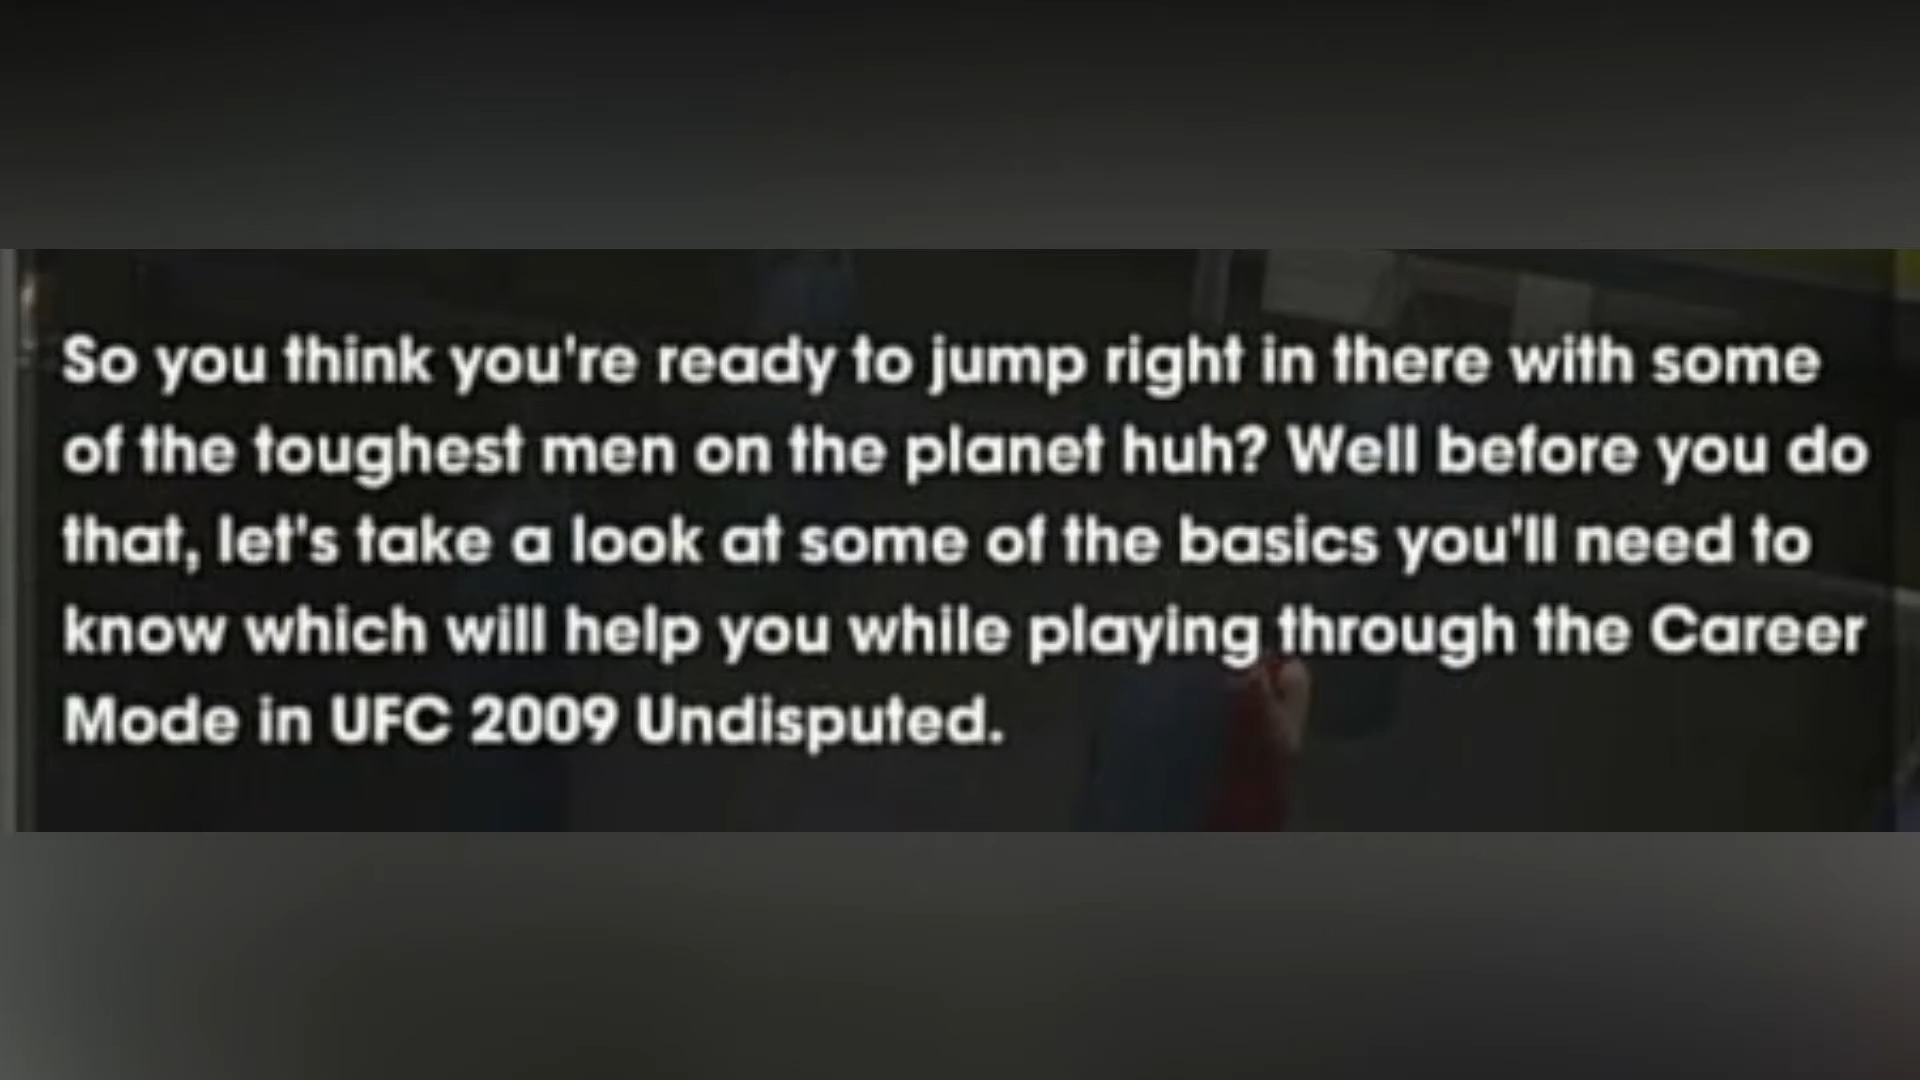 So you think you're ready to jump right in there with some
of the toughest men on the planet huh? Well before you do
that, let's take a look at some of the basics you'll need to
know which will help you while playing through the Career
Mode in UFC 2009 Undisputed.